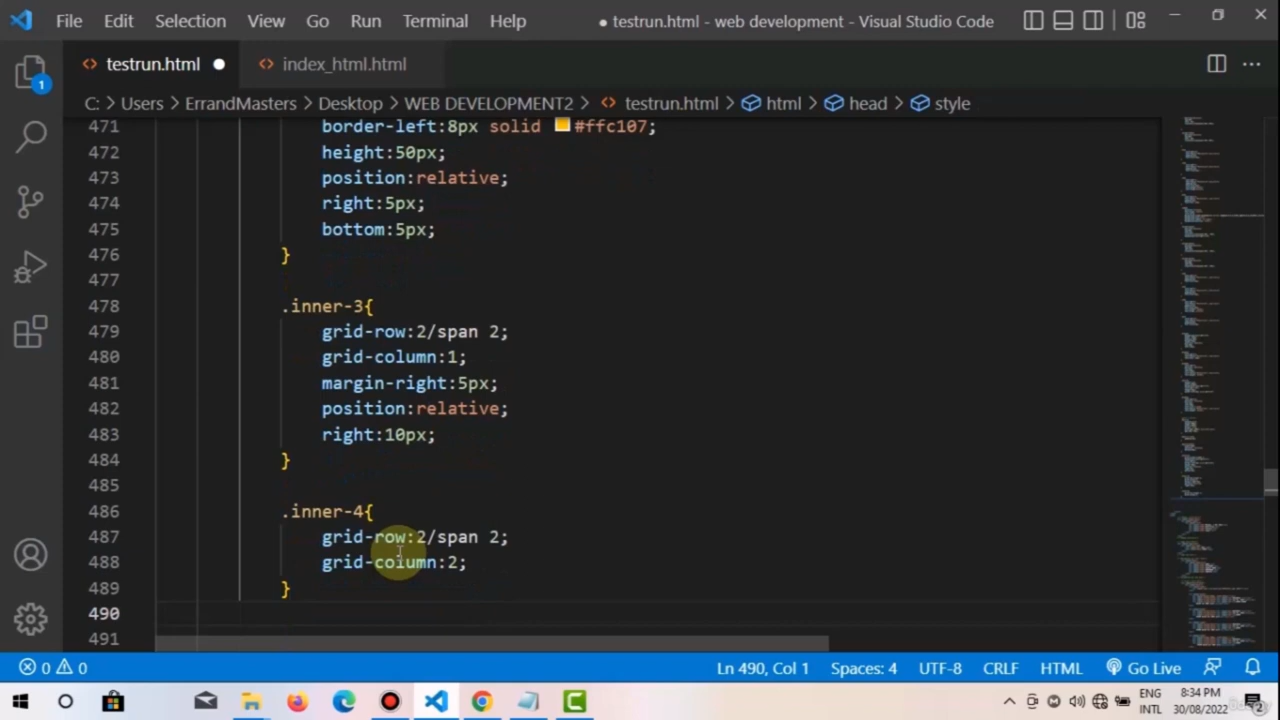 File Edit Selection View Go Run Terminal Help ● testrun.html - web development - Visual Studio Code
testrun.html ● index_html.html
C: > Users > ErrandMasters > Desktop > WEB DEVELOPMENT2 > testrun.html > html > head > style
1
471 border-left:8px solid #ffc107;
472 height:50px;
473 position:relative;
474 right:5px;
475 bottom:5px;
476 }
477
478 .inner-3{
479 grid-row:2/span 2;
480 grid-column:1;
481 margin-right:5px;
482 position:relative;
483 right:10px;
484 }
485
486 .inner-4{
487 grid-row:2/span 2;
488 grid-column:2;
489 }
490
491
0 0 Ln 490, Col 1 Spaces: 4 UTF-8 CRLF HTML Go Live
ENG 8:34 PM
INTL 30/08/2022 2